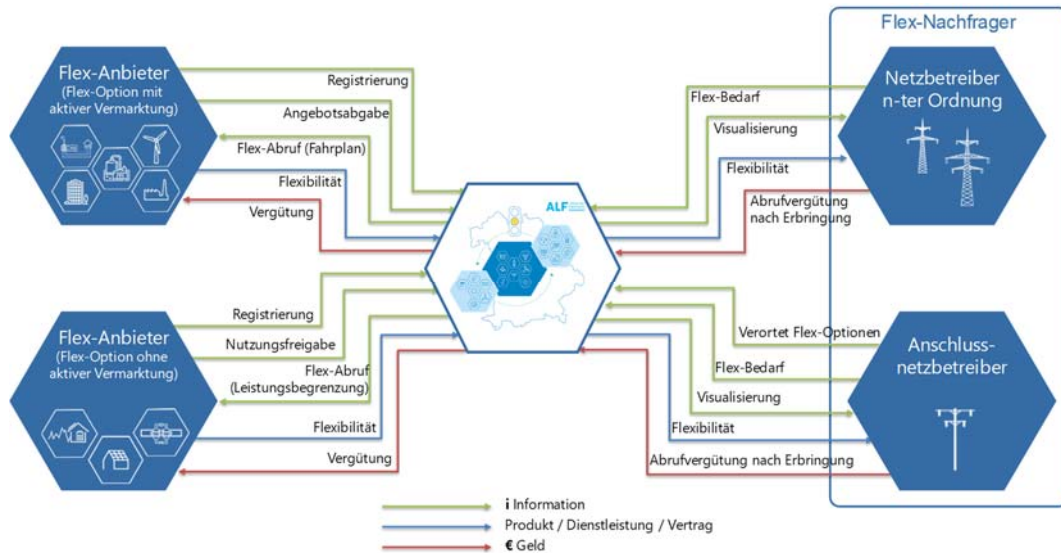 Flex-Nachfrager
Flex-Anbieter
(Flex-Option mit
aktiver Vermarktung)
Registrierung
Angebotsabgabe
Flex-Abruf (Fahrplan)
Flexibilität
Vergütung
ALF
Flex-Bedarf
Visualisierung
Flexibilität
Abrufvergütung
nach Erbringung
Netzbetreiber
n-ter Ordnung
Flex-Anbieter
(Flex-Option ohne
aktiver Vermarktung)
Registrierung
Nutzungsfreigabe
Flex-Abruf
(Leistungsbegrenzung)
Flexibilität
Vergütung
Verortet Flex-Optionen
Flex-Bedarf
Visualisierung
Flexibilität
Abrufvergütung nach Erbringung
Anschluss-
netzbetreiber
i Information
Produkt / Dienstleistung / Vertrag
€ Geld